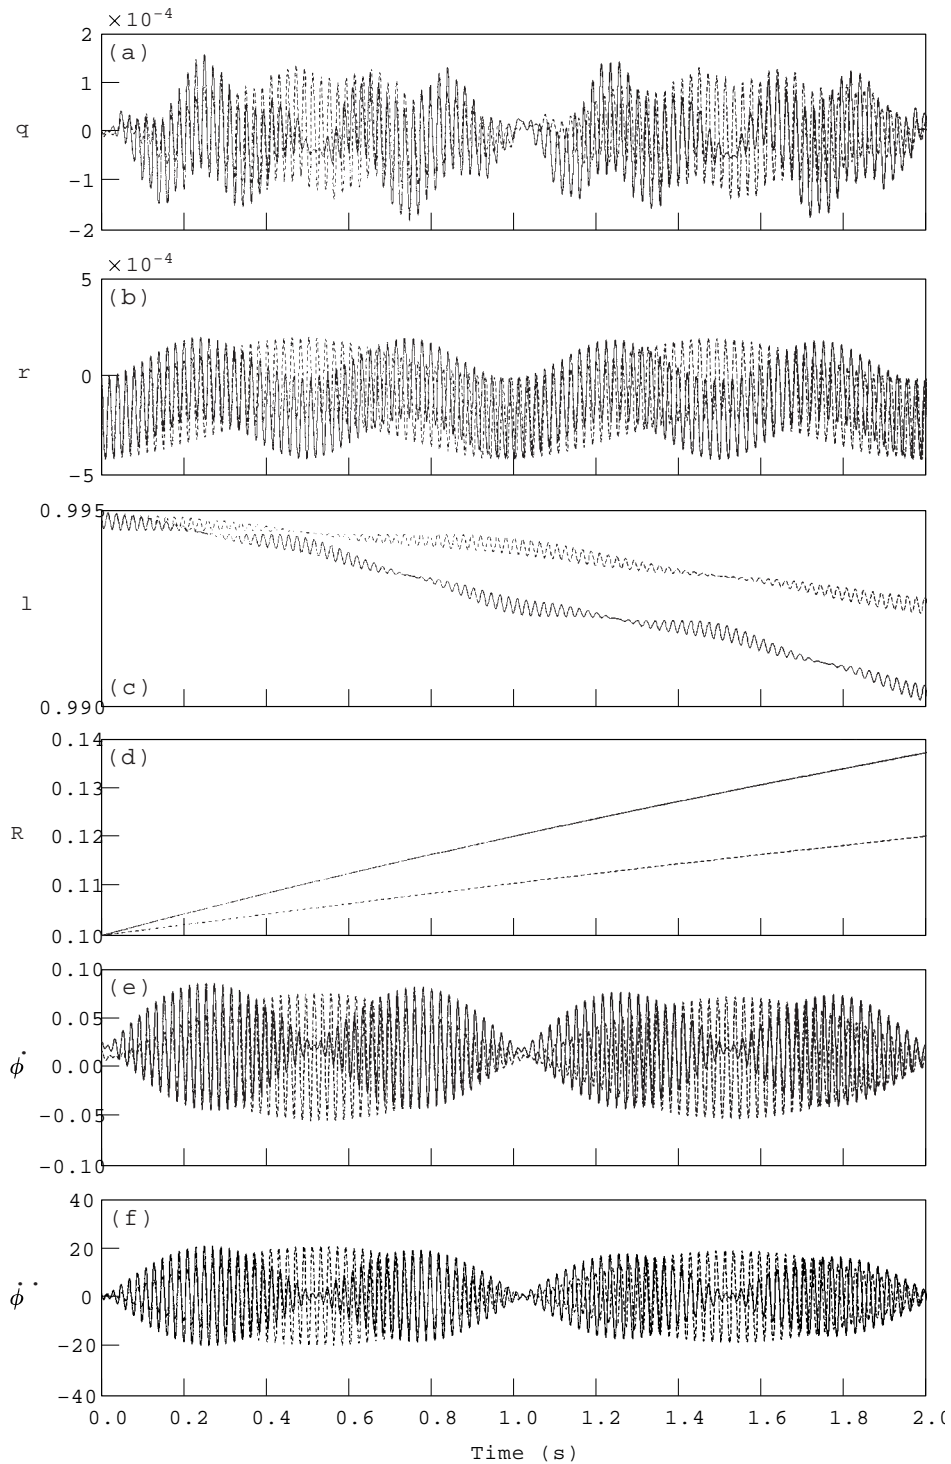 ×10⁻⁴
2
(a)
1
q
0
−1
−2
×10⁻⁴
5
(b)
r
0
−5
0.995
l
(c)
0.990
0.14
(d)
0.13
R
0.12
0.11
0.10
0.10
(e)
0.05
ϕ̇
0.00
−0.05
−0.10
40
(f)
20
ϕ̈
0
−20
−40
0.0 0.2 0.4 0.6 0.8 1.0 1.2 1.4 1.6 1.8 2.0
Time (s)